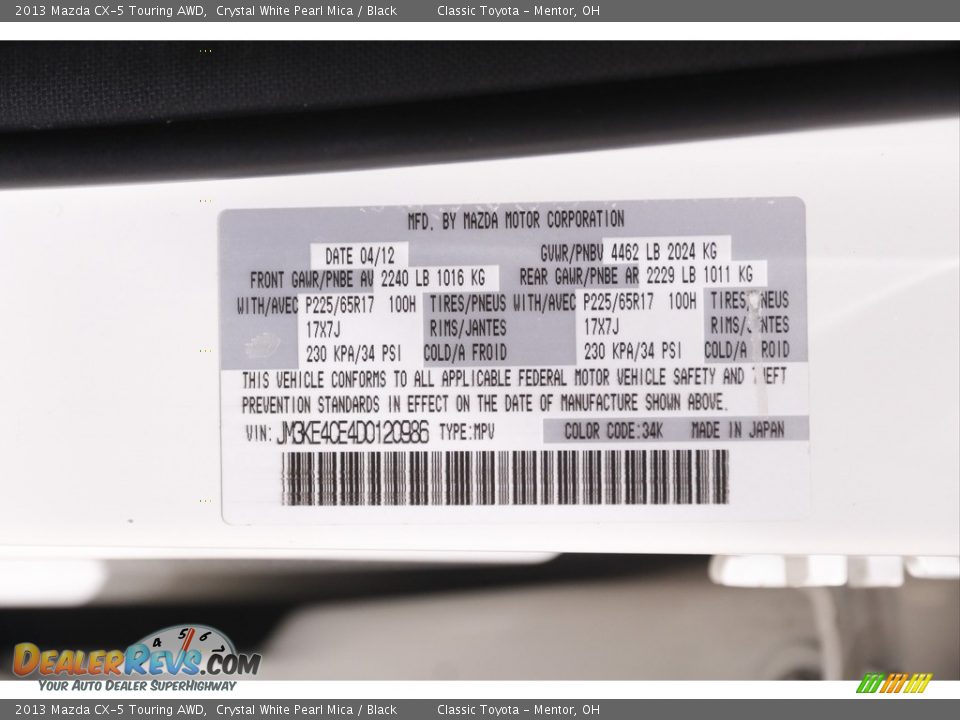 2013 Mazda CX-5 Touring AWD, Crystal White Pearl Mica / Black Classic Toyota - Mentor, OH
MFD. BY MAZDA MOTOR CORPORATION
DATE 04/12 GVWR/PNBV 4462 LB 2024 KG
FRONT GAWR/PNBE AV 2240 LB 1016 KG REAR GAWR/PNBE AR 2229 LB 1011 KG
WITH/AVEC P225/65R17 100H TIRES/PNEUS WITH/AVEC P225/65R17 100H TIRES/PNEUS
17X7J RIMS/JANTES 17X7J RIMS/JANTES
230 KPA/34 PSI COLD/A FROID 230 KPA/34 PSI COLD/A FROID
THIS VEHICLE CONFORMS TO ALL APPLICABLE FEDERAL MOTOR VEHICLE SAFETY AND THEFT
PREVENTION STANDARDS IN EFFECT ON THE DATE OF MANUFACTURE SHOWN ABOVE.
VIN: JM3KE4CE4D0120986 TYPE:MPV COLOR CODE:34K MADE IN JAPAN
4 5 6
DEALERREVS.COM
YOUR AUTO DEALER SUPERHIGHWAY
2013 Mazda CX-5 Touring AWD, Crystal White Pearl Mica / Black Classic Toyota - Mentor, OH